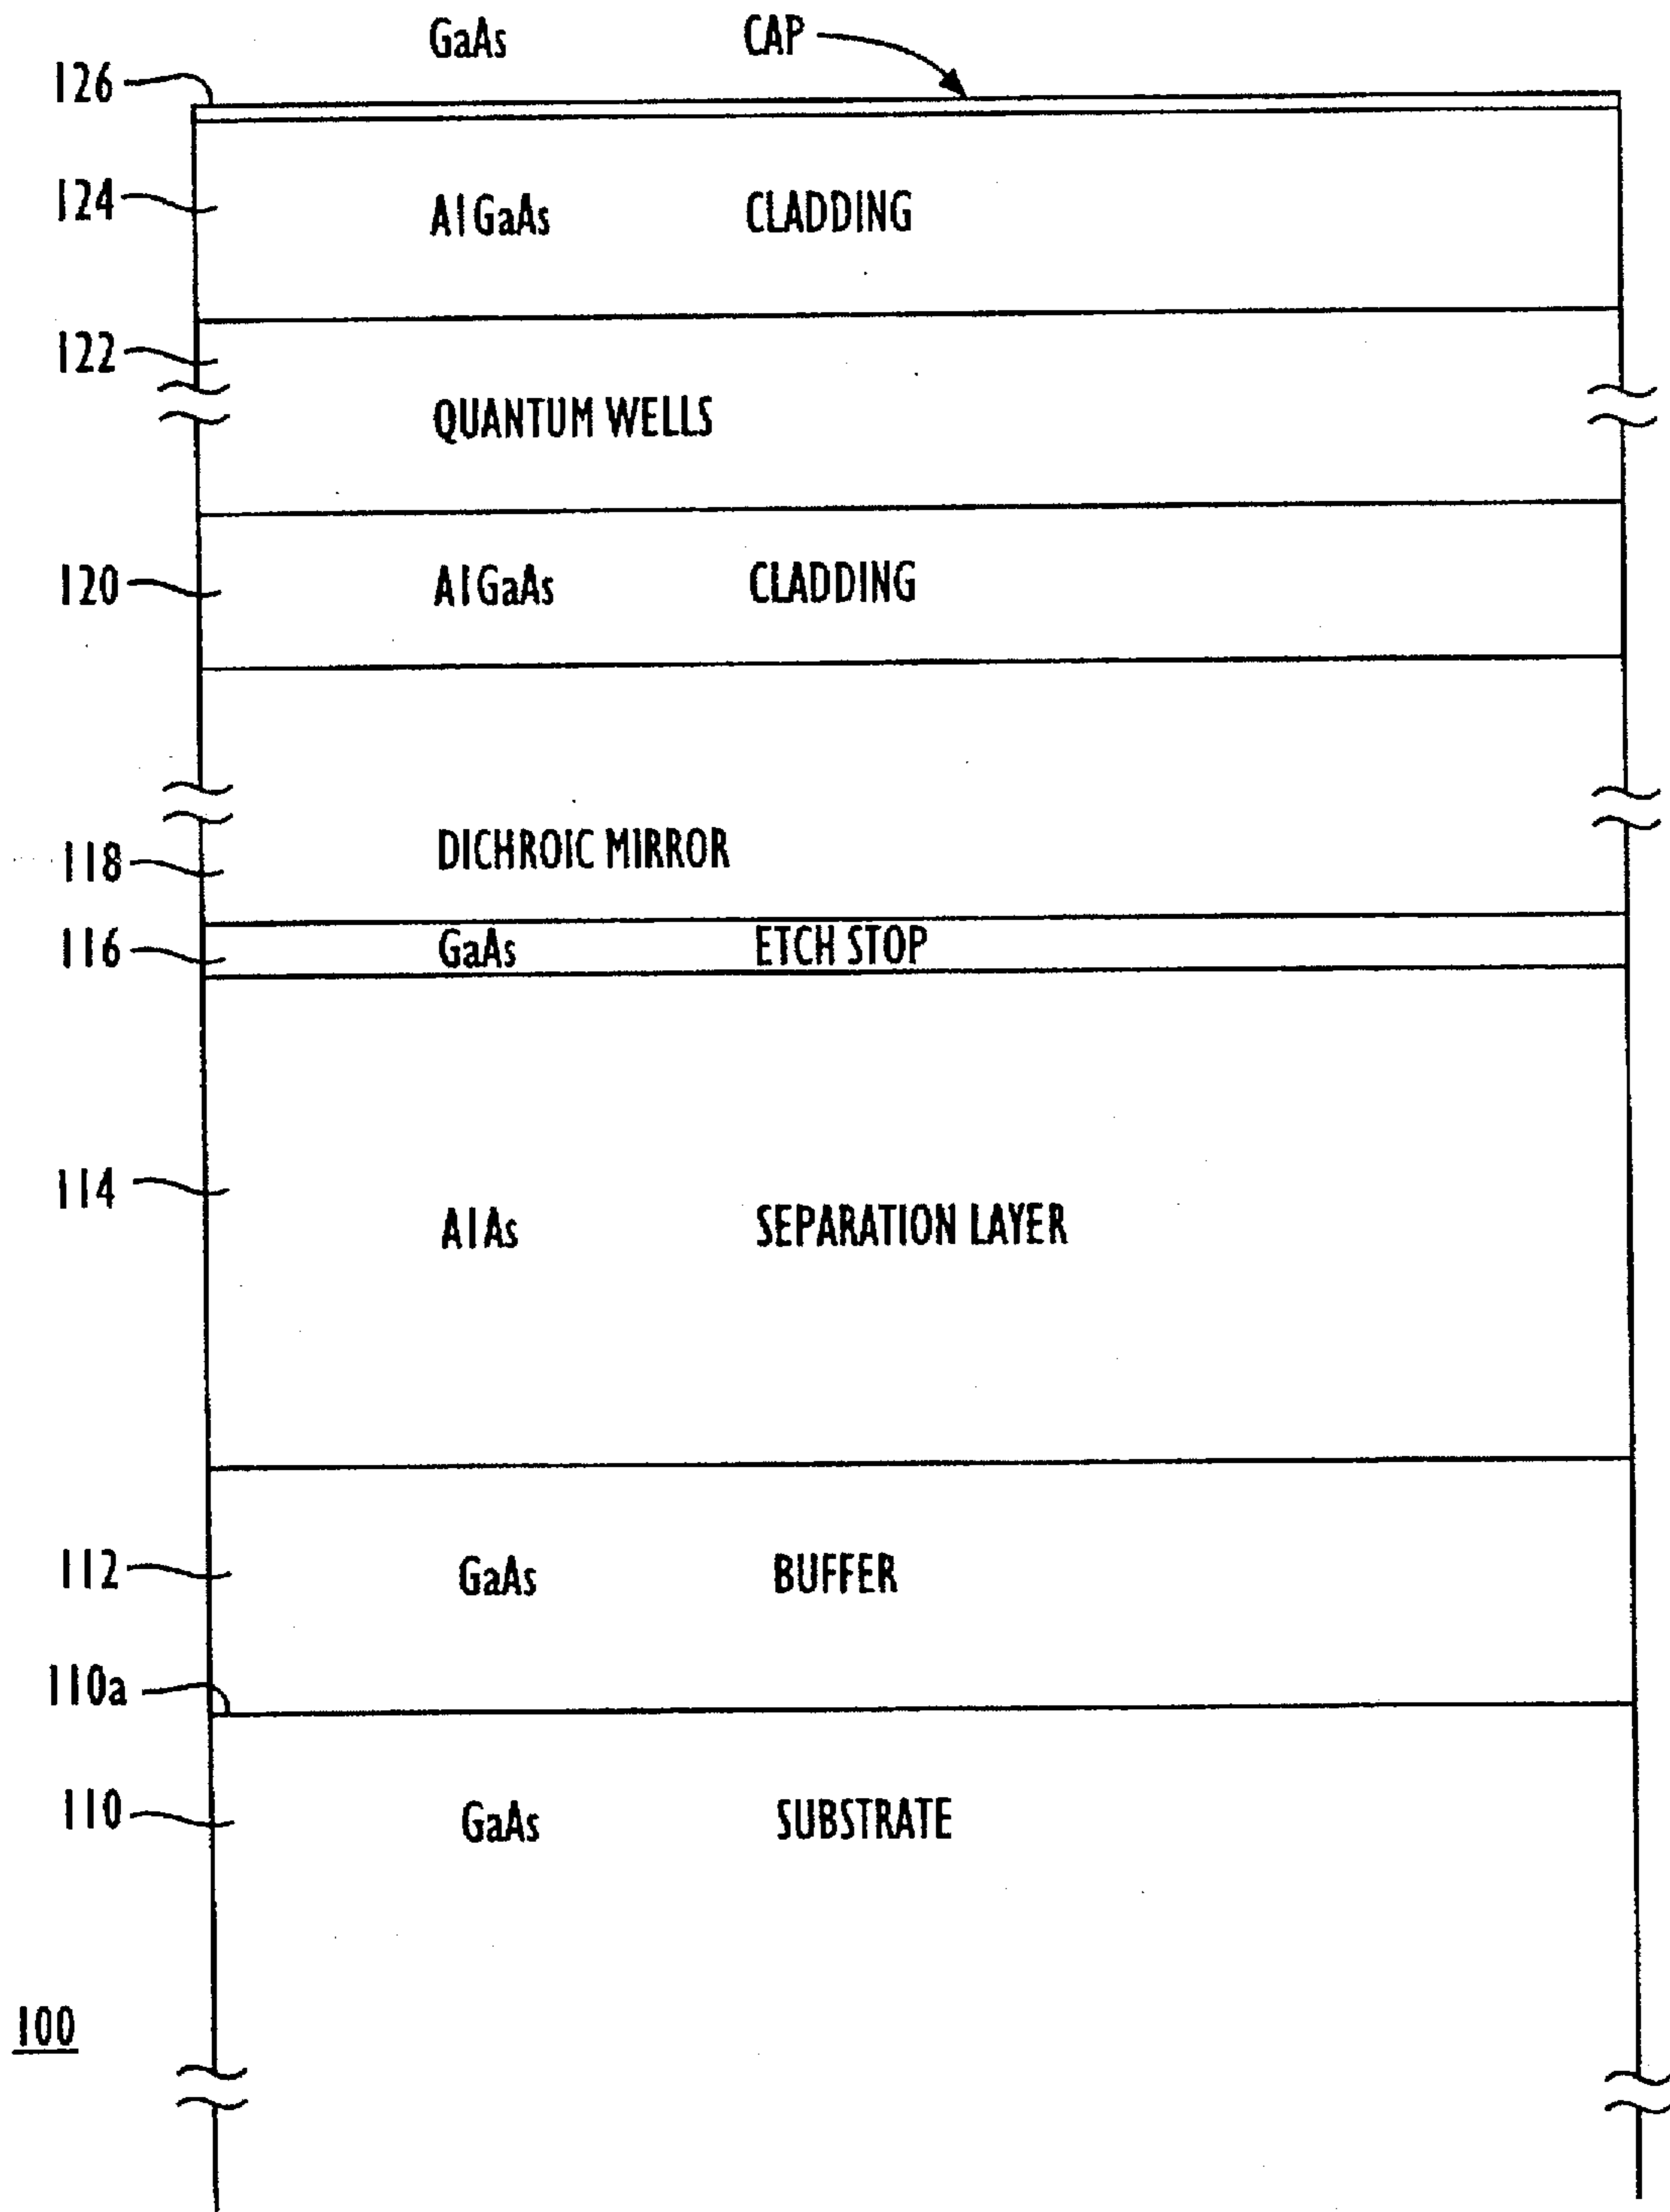 GaAs CAP
126
124 AlGaAs CLADDING
122
QUANTUM WELLS
120 AlGaAs CLADDING
118 DICHROIC MIRROR
116 GaAs ETCH STOP
114 AlAs SEPARATION LAYER
112 GaAs BUFFER
110a
110 GaAs SUBSTRATE
100